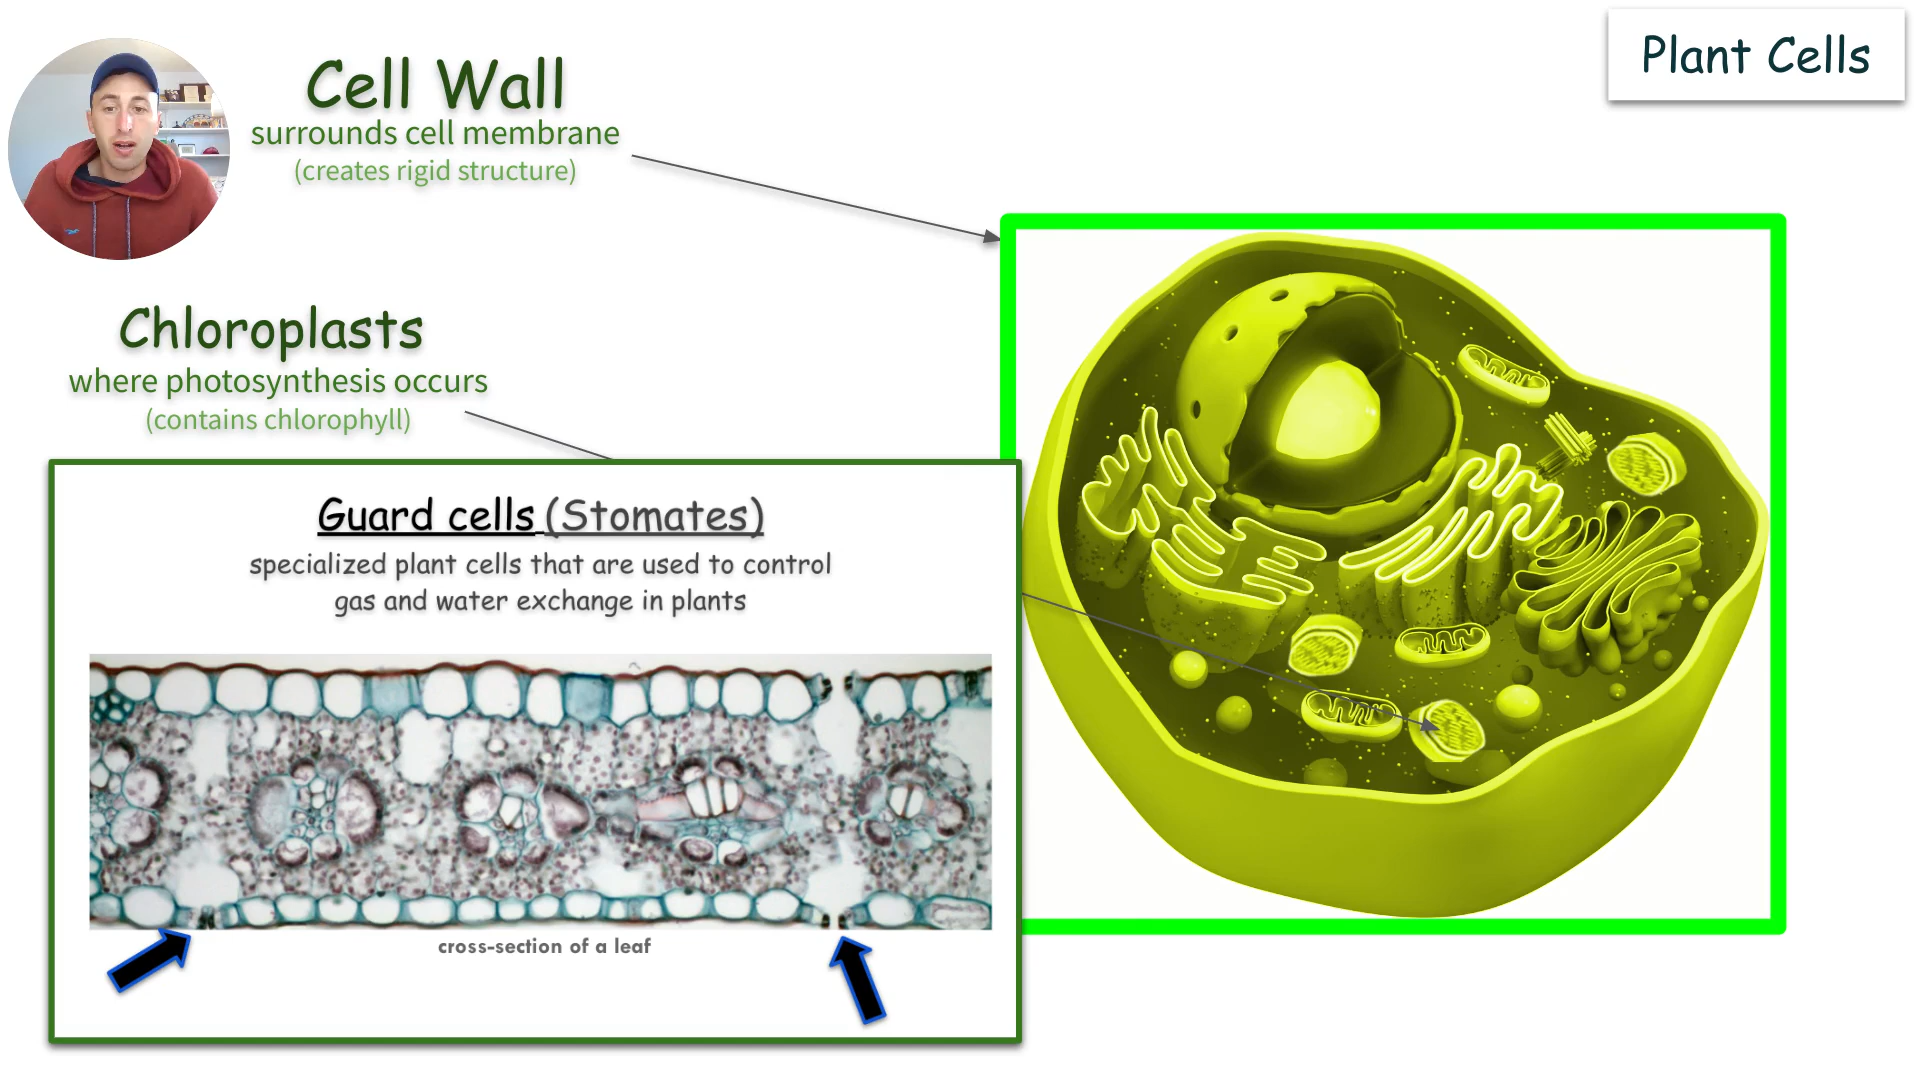 Plant Cells
Cell Wall
surrounds cell membrane
(creates rigid structure)
Chloroplasts
where photosynthesis occurs
(contains chlorophyll)
Guard cells (Stomates)
specialized plant cells that are used to control
gas and water exchange in plants
cross-section of a leaf